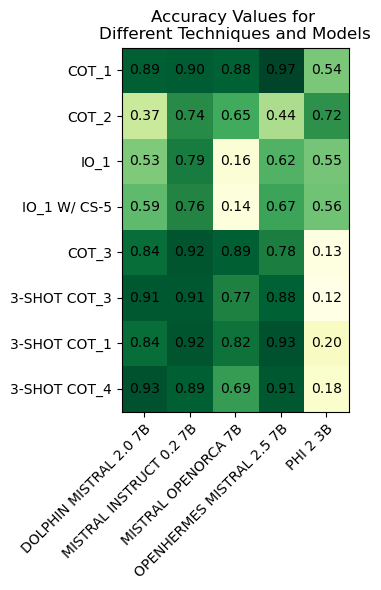 Accuracy Values for
Different Techniques and Models
COT_1 0.89 0.90 0.88 0.97 0.54
COT_2 0.37 0.74 0.65 0.44 0.72
IO_1 0.53 0.79 0.16 0.62 0.55
IO_1 W/ CS-5 0.59 0.76 0.14 0.67 0.56
COT_3 0.84 0.92 0.89 0.78 0.13
3-SHOT COT_3 0.91 0.91 0.77 0.88 0.12
3-SHOT COT_1 0.84 0.92 0.82 0.93 0.20
3-SHOT COT_4 0.93 0.89 0.69 0.91 0.18
DOLPHIN MISTRAL 2.0 7B
MISTRAL INSTRUCT 0.2 7B
MISTRAL OPENORCA 7B
OPENHERMES MISTRAL 2.5 7B
PHI 2 3B